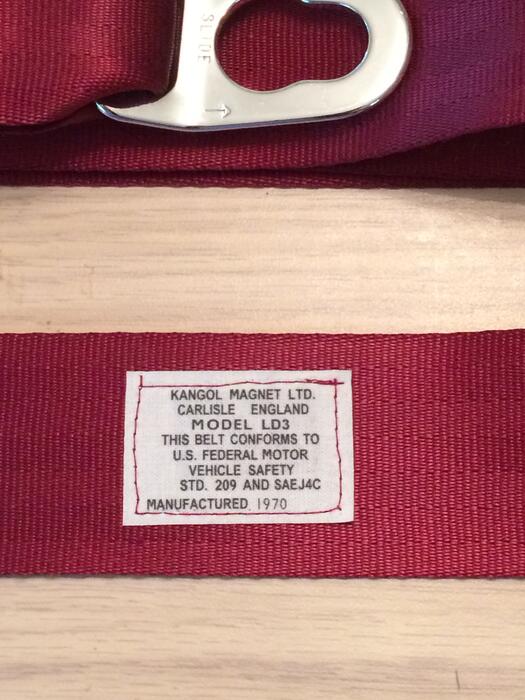 SLIDE
↑
KANGOL MAGNET LTD.
CARLISLE ENGLAND
MODEL LD3
THIS BELT CONFORMS TO
U.S. FEDERAL MOTOR
VEHICLE SAFETY
STD. 209 AND SAEJ4C
MANUFACTURED 1970